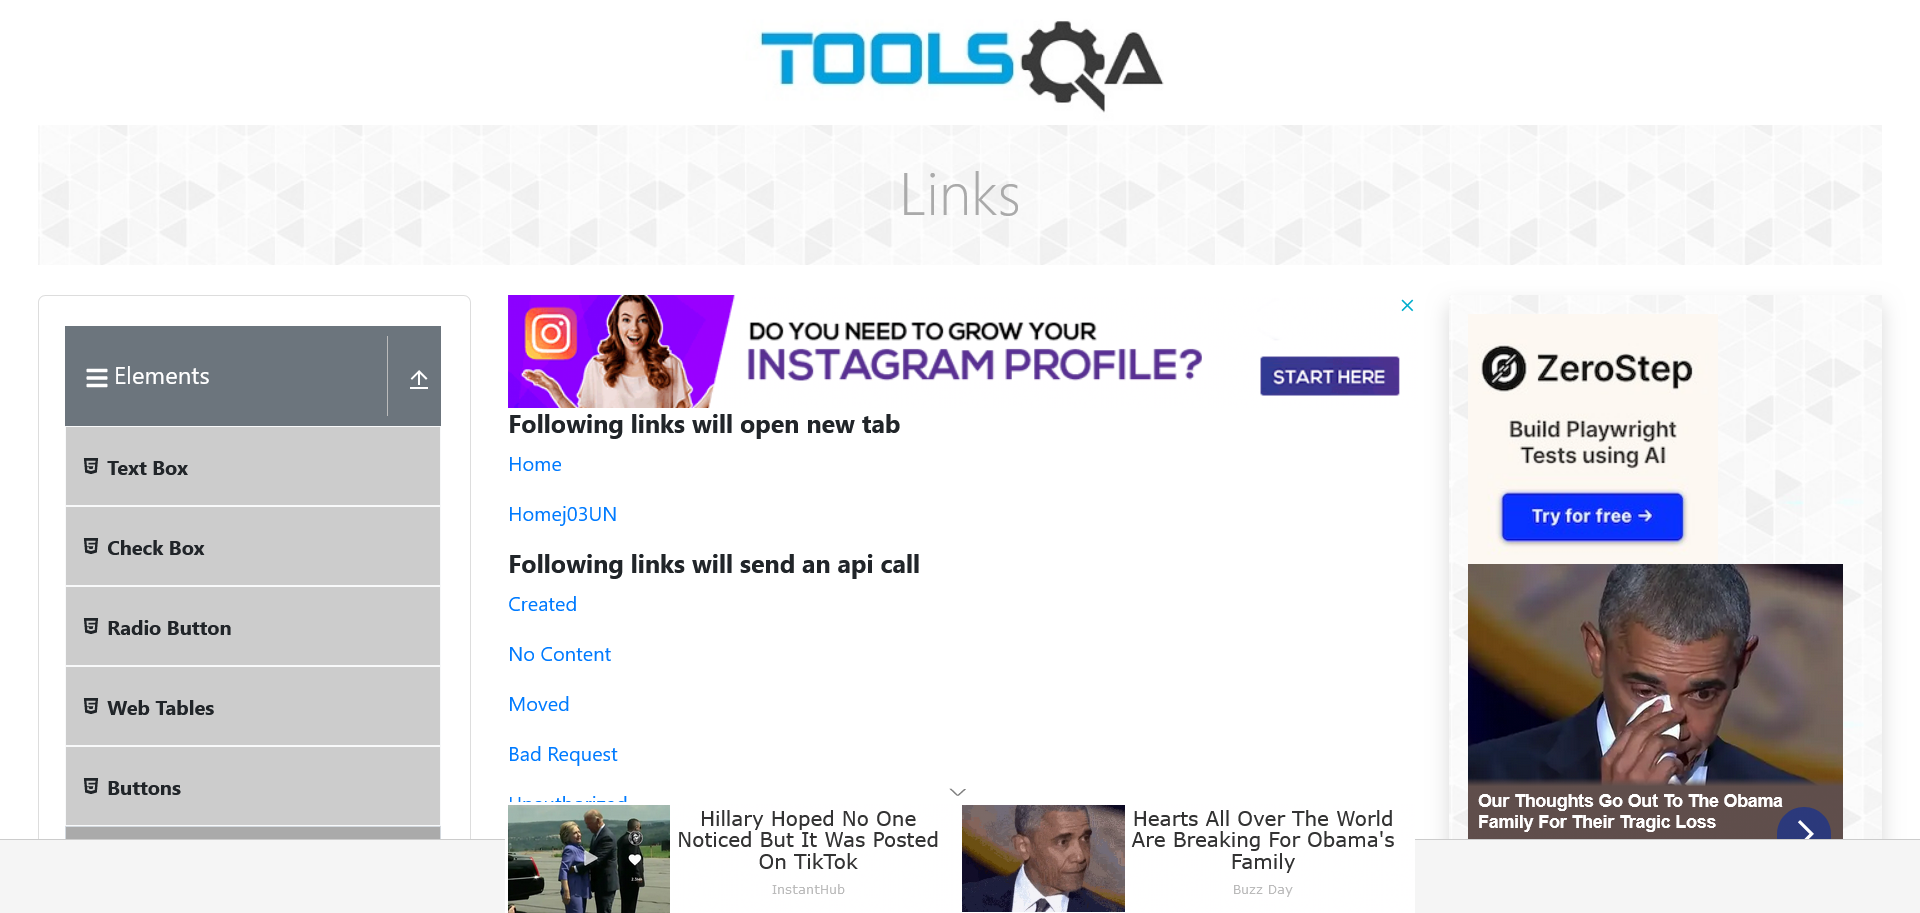 TOOLSQA
Links
Elements
Text Box
Check Box
Radio Button
Web Tables
Buttons
DO YOU NEED TO GROW YOUR
INSTAGRAM PROFILE?
START HERE
Following links will open new tab
Home
Homej03UN
Following links will send an api call
Created
No Content
Moved
Bad Request
Unauthorized
ZeroStep
Build Playwright
Tests using AI
Try for free →
Our Thoughts Go Out To The Obama
Family For Their Tragic Loss
Hillary Hoped No One
Noticed But It Was Posted
On TikTok
InstantHub
Hearts All Over The World
Are Breaking For Obama's
Family
Buzz Day